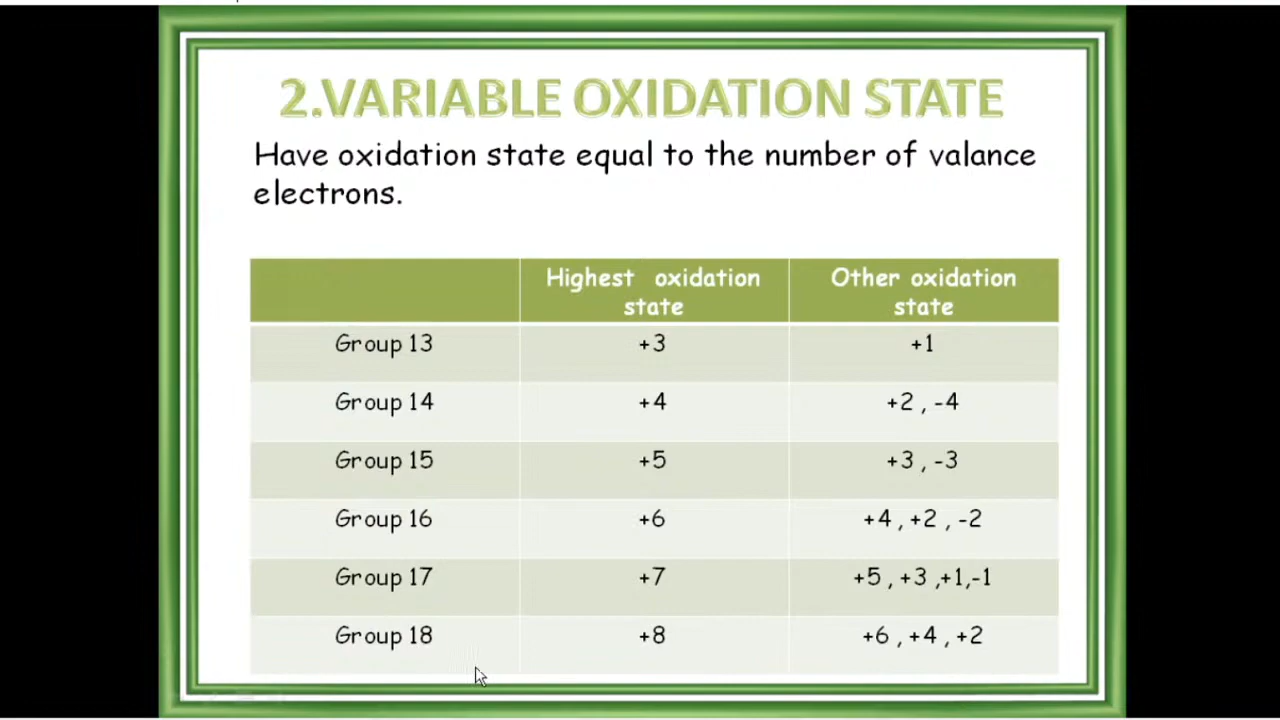 2.VARIABLE OXIDATION STATE
Have oxidation state equal to the number of valance
electrons.
Highest oxidation
state
Other oxidation
state
Group 13 +3 +1
Group 14 +4 +2 , -4
Group 15 +5 +3 , -3
Group 16 +6 +4 , +2 , -2
Group 17 +7 +5 , +3 ,+1,-1
Group 18 +8 +6 , +4 , +2